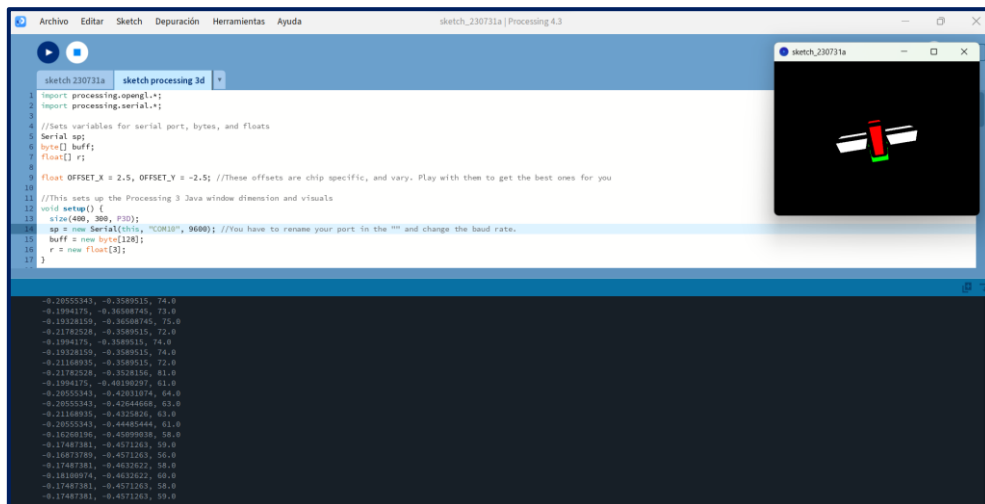 Archivo Editar Sketch Depuración Herramientas Ayuda sketch_230731a | Processing 4.3
sketch_230731a
sketch 230731a sketch processing 3d
1 import processing.opengl.*;
2 import processing.serial.*;
3
4 //Sets variables for serial port, bytes, and floats
5 Serial sp;
6 byte[] buff;
7 float[] r;
8
9 float OFFSET_X = 2.5, OFFSET_Y = -2.5; //These offsets are chip specific, and vary. Play with them to get the best ones for you
10
11 //This sets up the Processing 3 Java window dimension and visuals
12 void setup() {
13 size(400, 300, P3D);
14 sp = new Serial(this, "COM10", 9600); //You have to rename your port in the "" and change the baud rate.
15 buff = new byte[128];
16 r = new float[3];
17 }
-0.20555343, -0.3589515, 74.0
-0.1994175, -0.36508745, 73.0
-0.19328159, -0.36508745, 75.0
-0.21782528, -0.3589515, 72.0
-0.1994175, -0.3589515, 74.0
-0.19328159, -0.3589515, 74.0
-0.21168935, -0.3589515, 72.0
-0.21782528, -0.3528156, 81.0
-0.1994175, -0.40190297, 61.0
-0.20555343, -0.42031074, 64.0
-0.20555343, -0.42644668, 63.0
-0.21168935, -0.4325826, 63.0
-0.20555343, -0.44485444, 61.0
-0.16260196, -0.45099038, 58.0
-0.17487381, -0.4571263, 59.0
-0.16873789, -0.4571263, 56.0
-0.17487381, -0.4632622, 58.0
-0.18100974, -0.4632622, 60.0
-0.17487381, -0.4571263, 58.0
-0.17487381, -0.4571263, 59.0